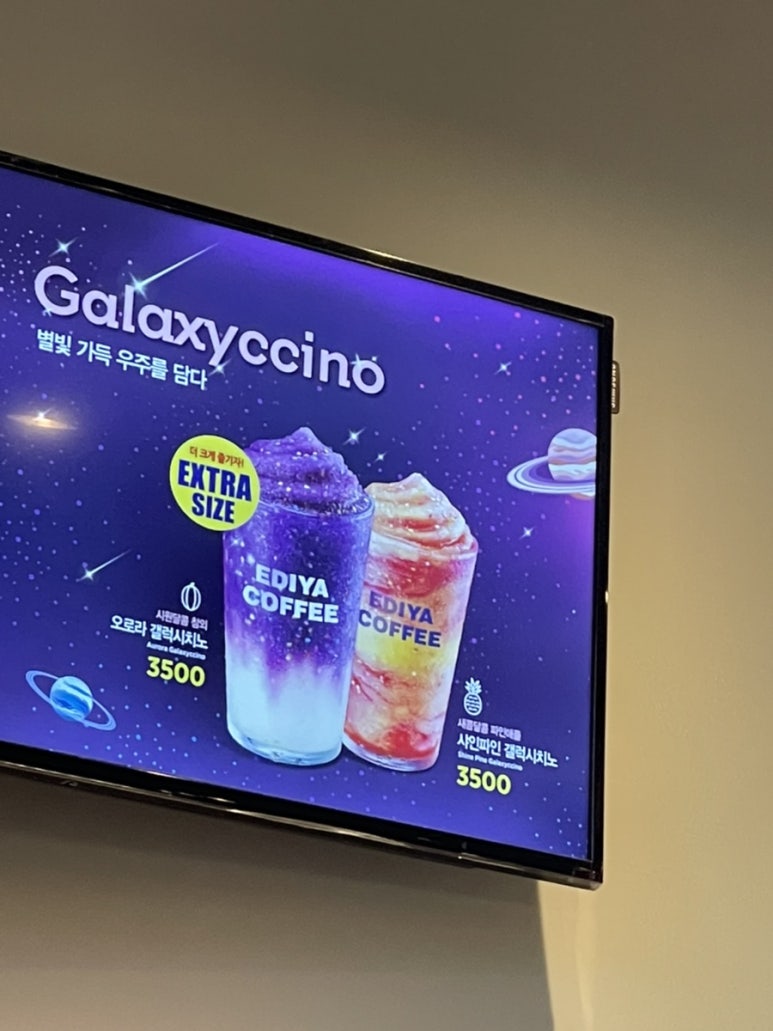 Galaxyccino
별빛 가득 우주를 담다
더 크게 즐기자!
EXTRA
SIZE
EDIYA
COFFEE
EDIYA
COFFEE
시원달콤 참외
오로라 갤럭시치노
Aurora Galaxyccino
3500
새콤달콤 파인애플
샤인파인 갤럭시치노
Shine Pine Galaxyccino
3500